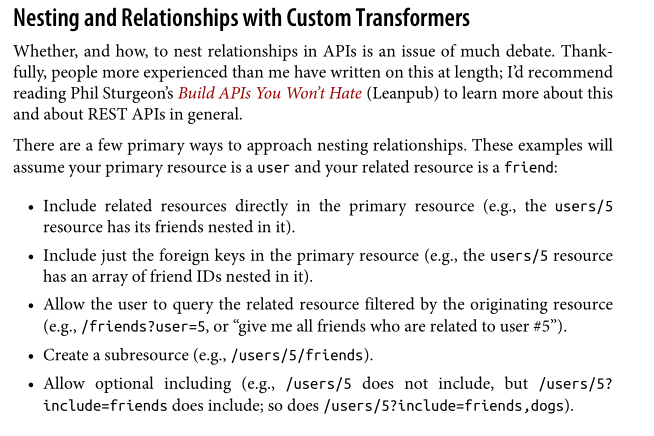 Nesting and Relationships with Custom Transformers
Whether, and how, to nest relationships in APIs is an issue of much debate. Thank-
fully, people more experienced than me have written on this at length; I’d recommend
reading Phil Sturgeon’s Build APIs You Won’t Hate (Leanpub) to learn more about this
and about REST APIs in general.
There are a few primary ways to approach nesting relationships. These examples will
assume your primary resource is a user and your related resource is a friend:
• Include related resources directly in the primary resource (e.g., the users/5
resource has its friends nested in it).
• Include just the foreign keys in the primary resource (e.g., the users/5 resource
has an array of friend IDs nested in it).
• Allow the user to query the related resource filtered by the originating resource
(e.g., /friends?user=5, or “give me all friends who are related to user #5”).
• Create a subresource (e.g., /users/5/friends).
• Allow optional including (e.g., /users/5 does not include, but /users/5?
include=friends does include; so does /users/5?include=friends,dogs).